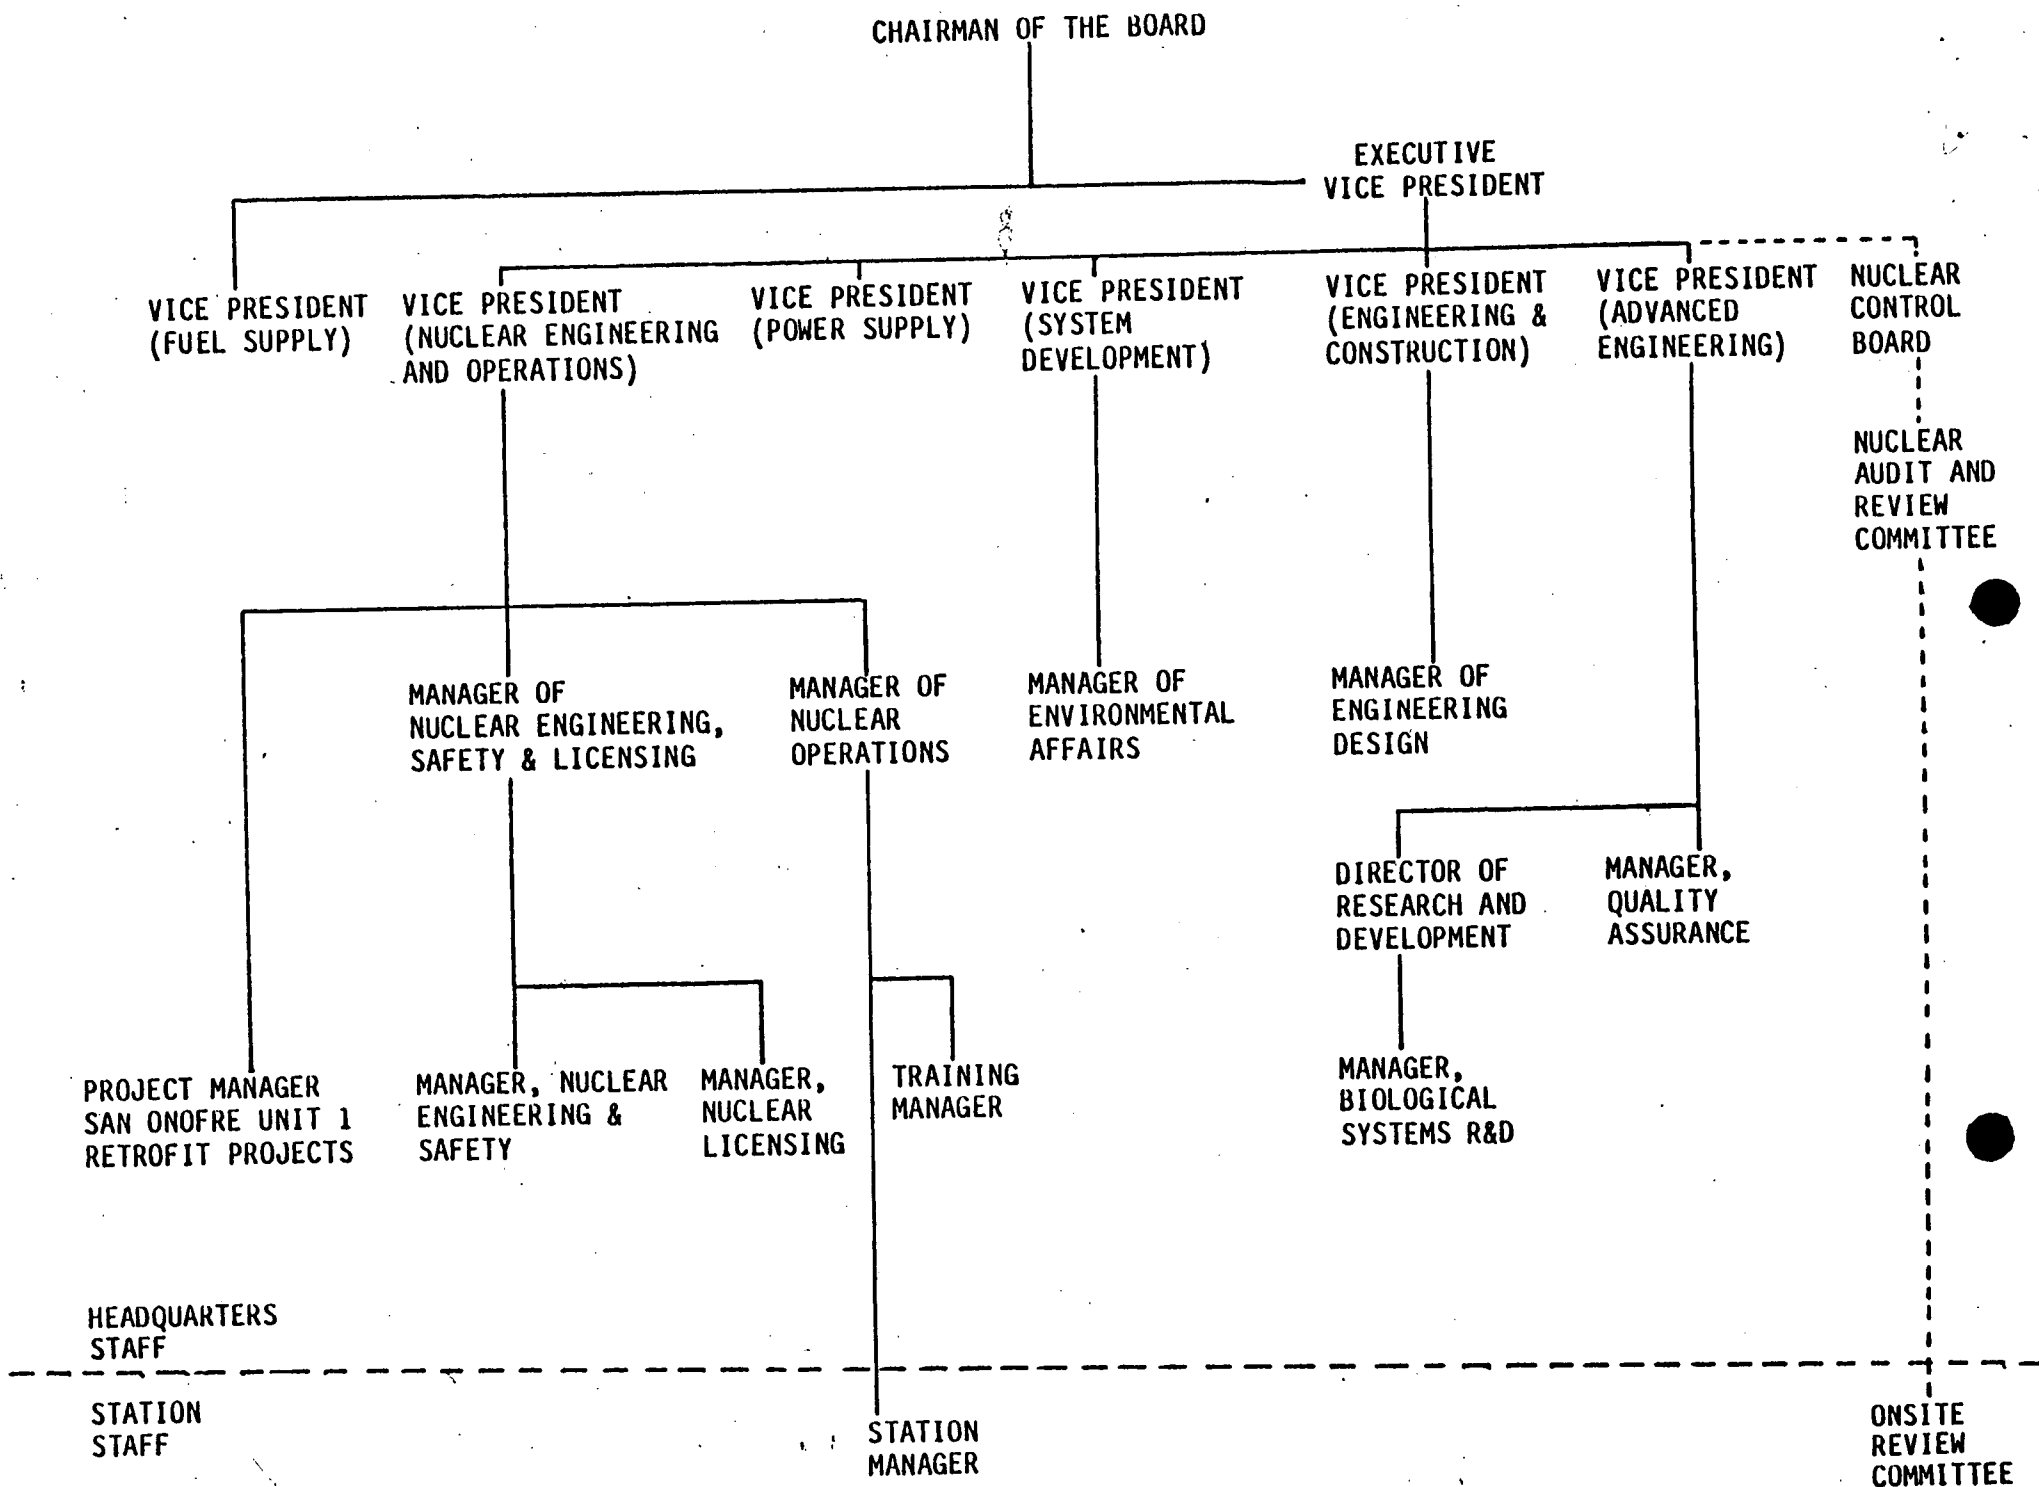 CHAIRMAN OF THE BOARD
EXECUTIVE
VICE PRESIDENT
VICE PRESIDENT
(FUEL SUPPLY)
VICE PRESIDENT
(NUCLEAR ENGINEERING
AND OPERATIONS)
VICE PRESIDENT
(POWER SUPPLY)
VICE PRESIDENT
(SYSTEM
DEVELOPMENT)
VICE PRESIDENT
(ENGINEERING &
CONSTRUCTION)
VICE PRESIDENT
(ADVANCED
ENGINEERING)
NUCLEAR
CONTROL
BOARD
NUCLEAR
AUDIT AND
REVIEW
COMMITTEE
MANAGER OF
NUCLEAR ENGINEERING,
SAFETY & LICENSING
MANAGER OF
NUCLEAR
OPERATIONS
MANAGER OF
ENVIRONMENTAL
AFFAIRS
MANAGER OF
ENGINEERING
DESIGN
DIRECTOR OF
RESEARCH AND
DEVELOPMENT
MANAGER,
QUALITY
ASSURANCE
PROJECT MANAGER
SAN ONOFRE UNIT 1
RETROFIT PROJECTS
MANAGER, NUCLEAR
ENGINEERING &
SAFETY
MANAGER,
NUCLEAR
LICENSING
TRAINING
MANAGER
MANAGER,
BIOLOGICAL
SYSTEMS R&D
HEADQUARTERS
STAFF
STATION
STAFF
STATION
MANAGER
ONSITE
REVIEW
COMMITTEE